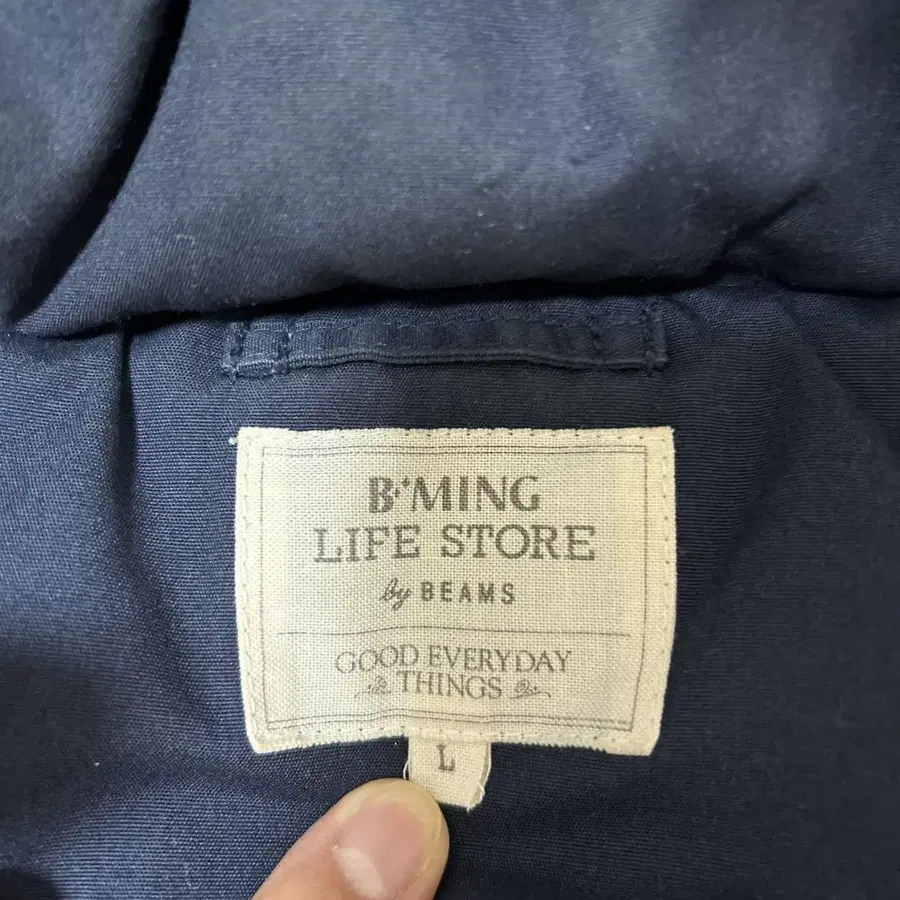 B·MING
LIFE STORE
by BEAMS
GOOD EVERYDAY
THINGS
L